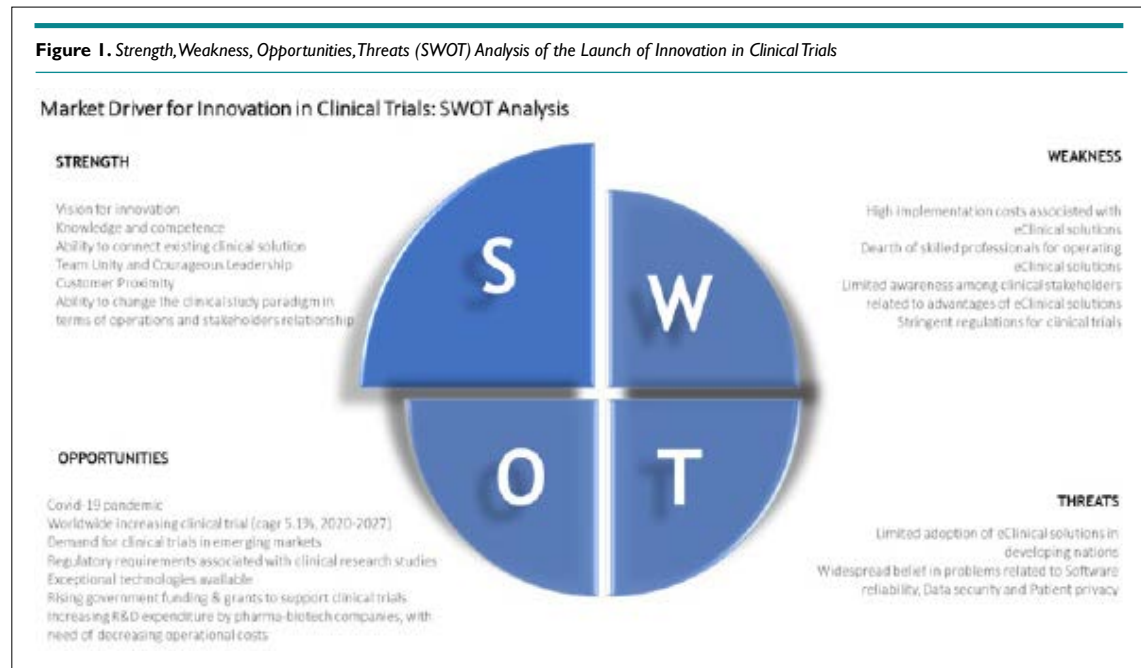 Figure 1. Strength, Weakness, Opportunities, Threats (SWOT) Analysis of the Launch of Innovation in Clinical Trials
Market Driver for Innovation in Clinical Trials: SWOT Analysis
STRENGTH
Vision for innovation
Knowledge and competence
Ability to connect existing clinical solution
Team Unity and Courageous Leadership
Customer Proximity
Ability to change the clinical study paradigm in
terms of operations and stakeholders relationship
WEAKNESS
High implementation costs associated with
eClinical solutions
Dearth of skilled professionals for operating
eClinical solutions
Limited awareness among clinical stakeholders
related to advantages of eClinical solutions
Stringent regulations for clinical trials
S
W
O
T
OPPORTUNITIES
Covid-19 pandemic
Worldwide increasing clinical trial (cagr 5.1%, 2020-2027)
Demand for clinical trials in emerging markets
Regulatory requirements associated with clinical research studies
Exceptional technologies available
Rising government funding & grants to support clinical trials
Increasing R&D expenditure by pharma-biotech companies, with
need of decreasing operational costs
THREATS
Limited adoption of eClinical solutions in
developing nations
Widespread belief in problems related to Software
reliability, Data security and Patient privacy